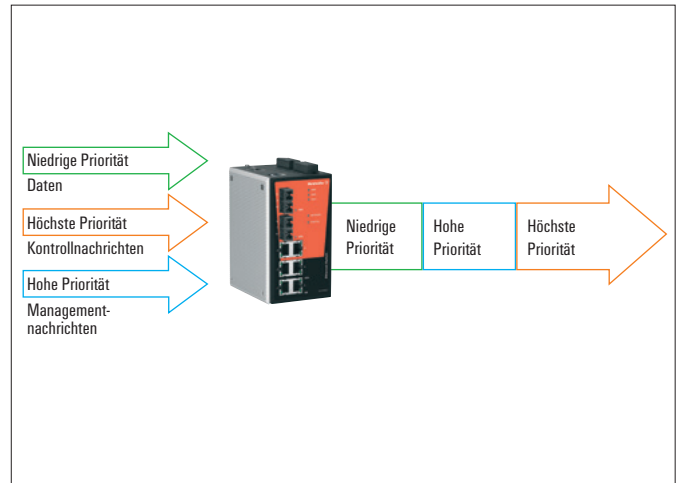 Niedrige Priorität
Daten
Höchste Priorität
Kontrollnachrichten
Hohe Priorität
Management-
nachrichten
Niedrige
Priorität
Hohe
Priorität
Höchste
Priorität